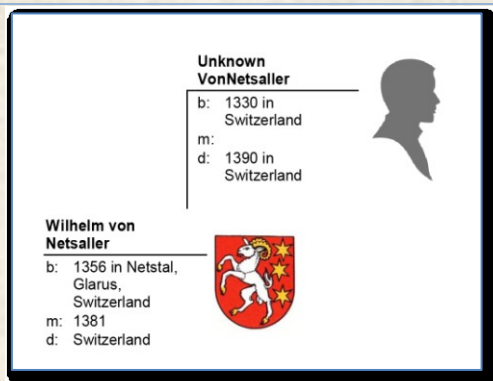 Unknown
VonNetsaller
b: 1330 in
Switzerland
m:
d: 1390 in
Switzerland
Wilhelm von
Netsaller
b: 1356 in Netstal,
Glarus,
Switzerland
m: 1381
d: Switzerland